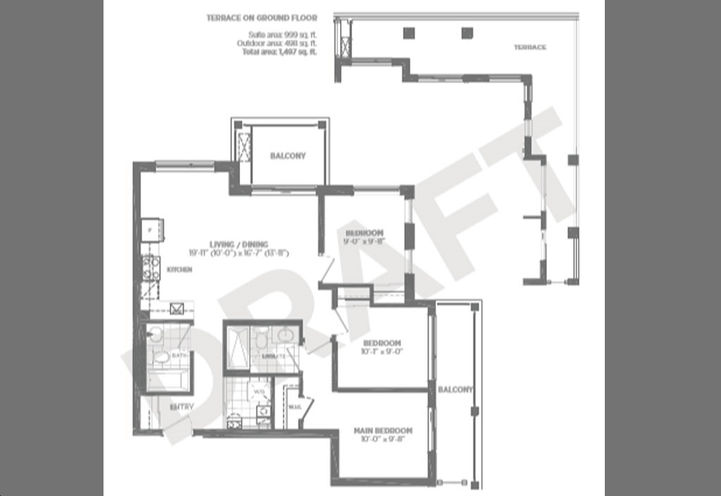 TERRACE ON GROUND FLOOR
Suite area: 999 sq. ft.
Outdoor area: 498 sq. ft.
Total area: 1,497 sq. ft.
TERRACE
BALCONY
BEDROOM
9'-0" x 9'-8"
LIVING / DINING
19'-11" (10'-0") x 16'-7" (13'-11")
F
KITCHEN
DRAFT
BEDROOM
10'-1" x 9'-0"
BATH
ENSUITE
BALCONY
W/D
W.I.C.
ENTRY
MAIN BEDROOM
10'-0" x 9'-8"